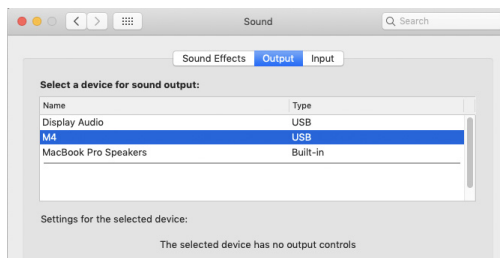 Sound
Search
Sound Effects Output Input
Select a device for sound output:
Name Type
Display Audio USB
M4 USB
MacBook Pro Speakers Built-in
Settings for the selected device:
The selected device has no output controls